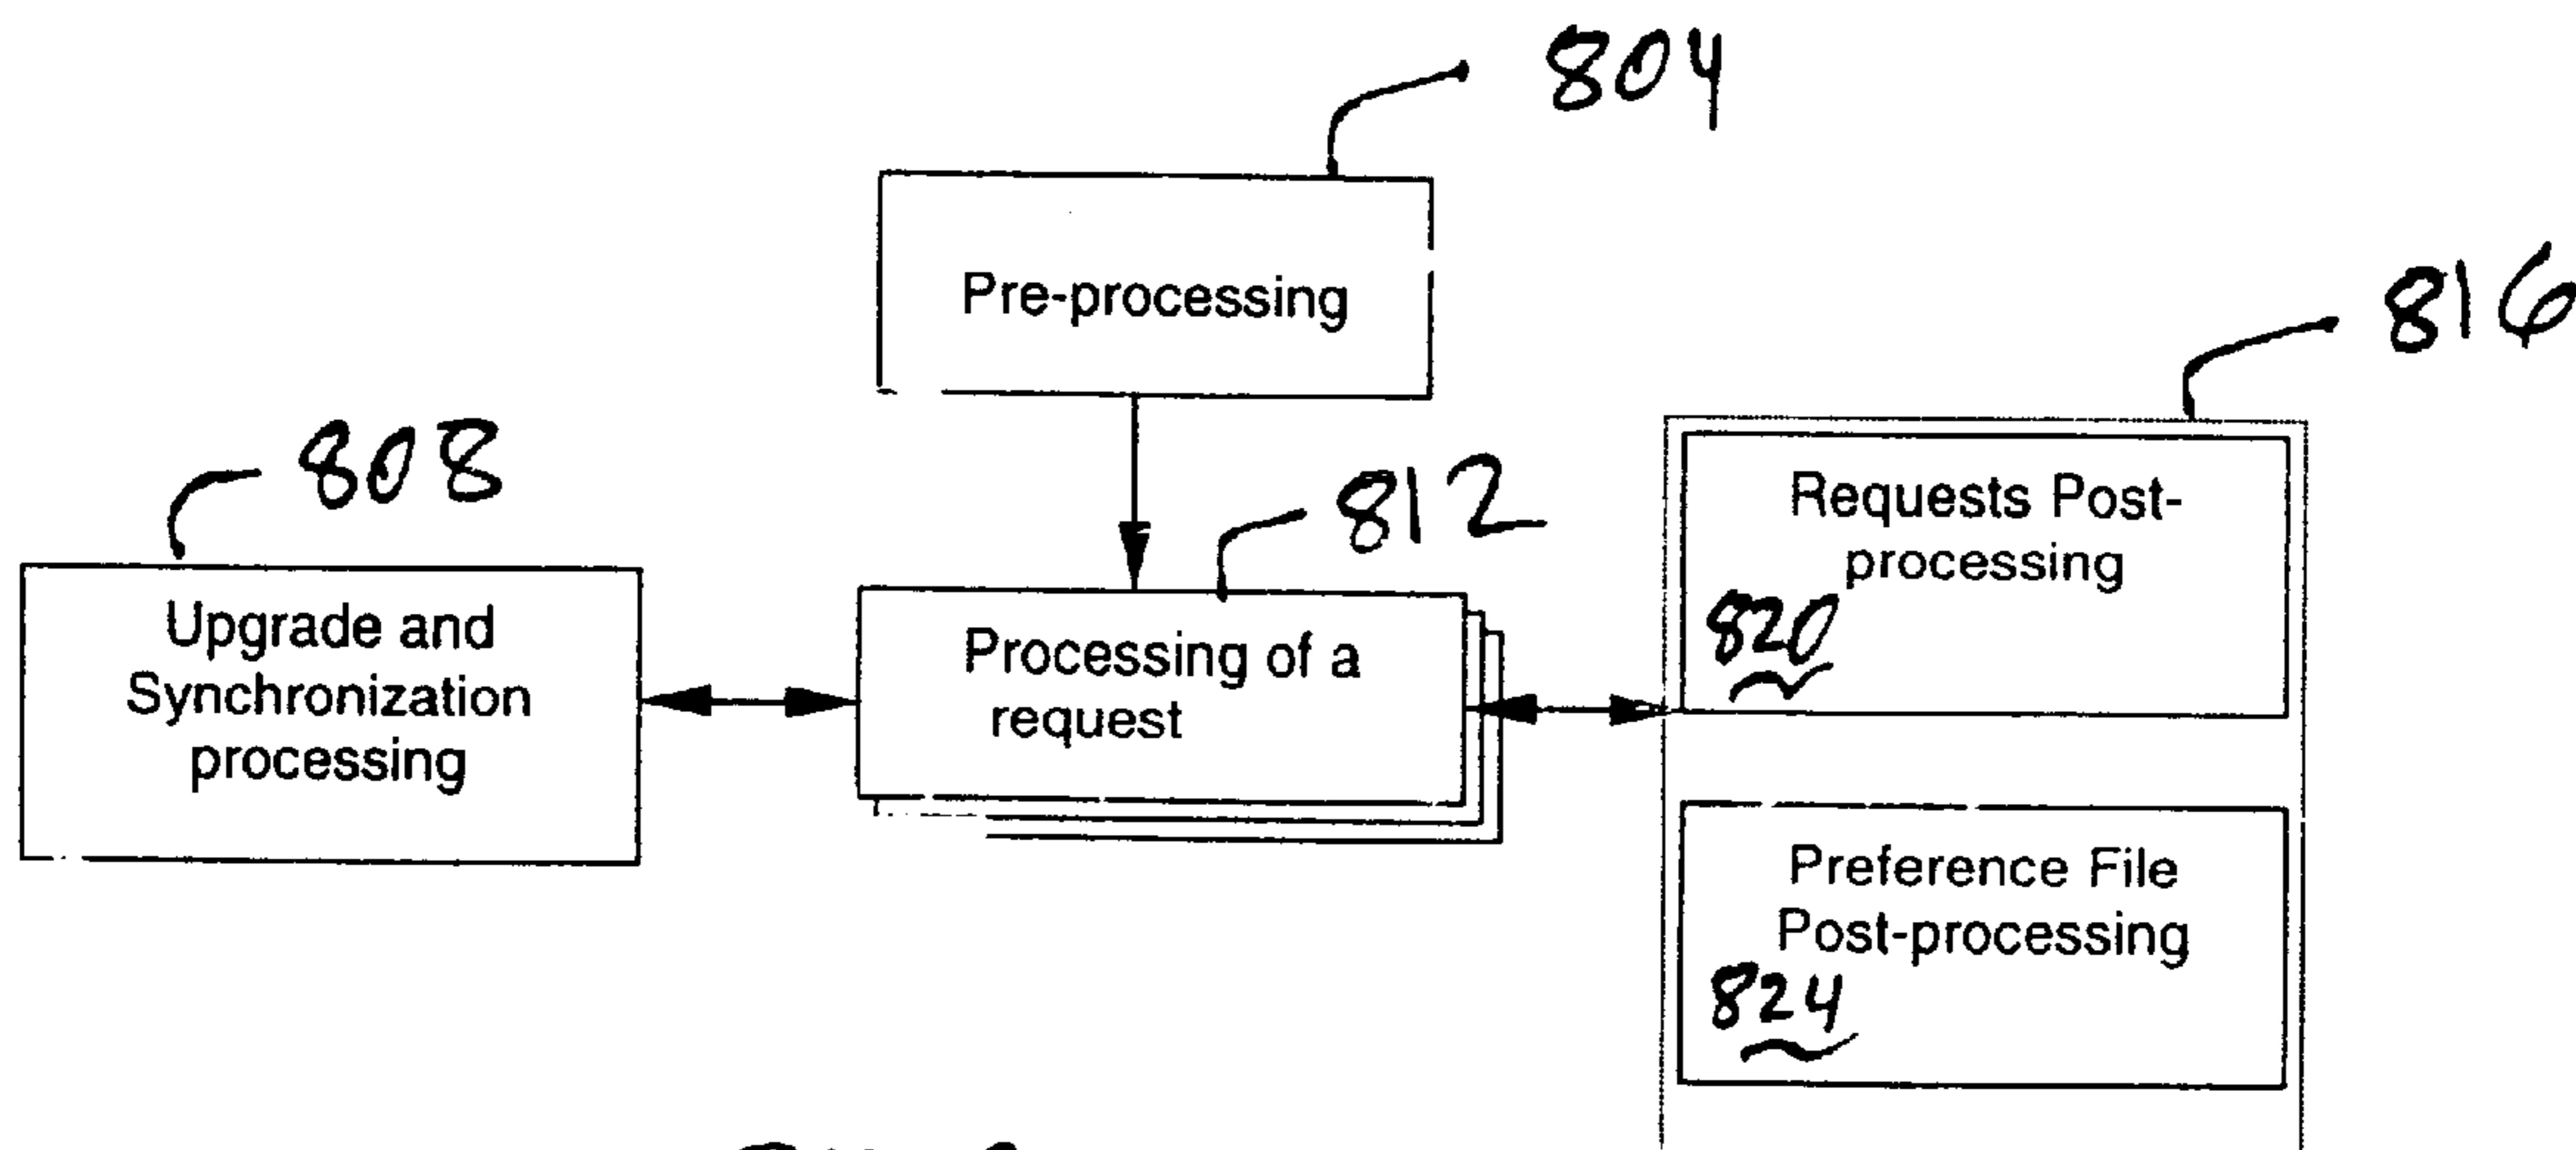 804
Pre-processing
816
808
812
Requests Post-
processing
820
Upgrade and
Synchronization
processing
Processing of a
request
Preference File
Post-processing
824